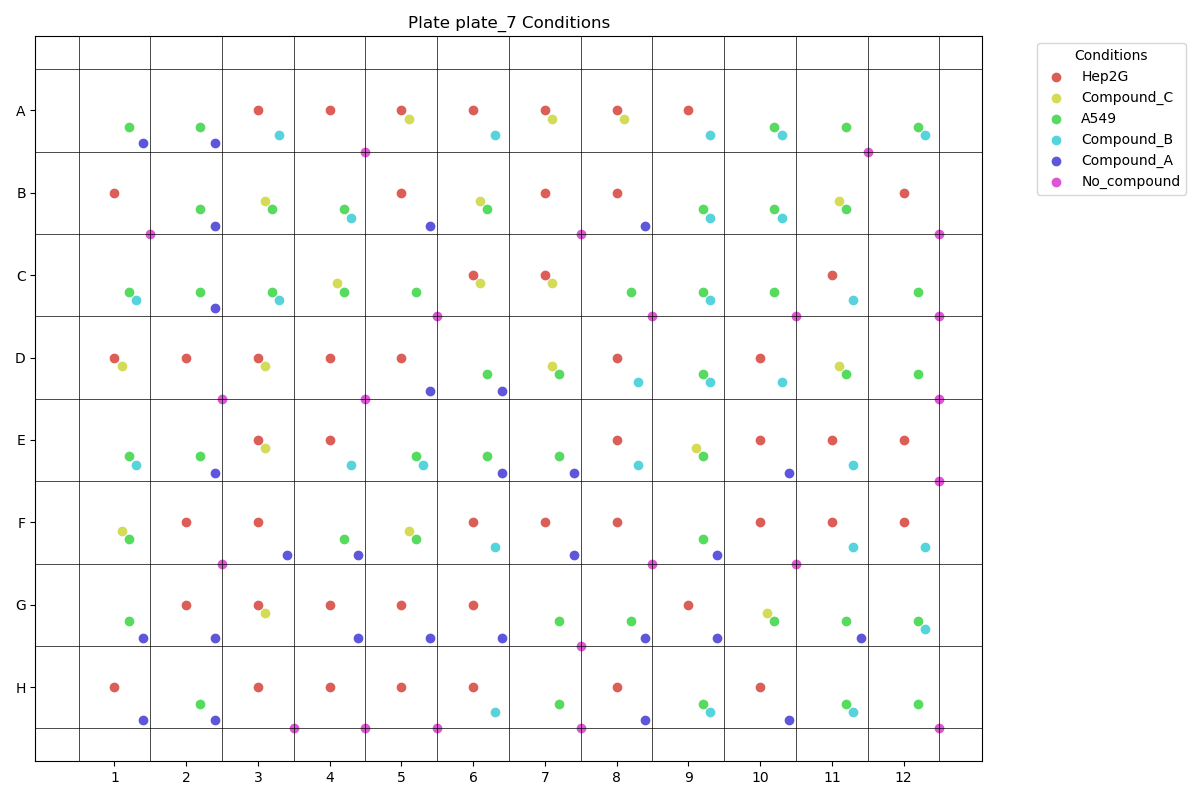 Plate plate_7 Conditions
Conditions
Hep2G
Compound_C
A549
Compound_B
Compound_A
No_compound
A
B
C
D
E
F
G
H
1 2 3 4 5 6 7 8 9 10 11 12